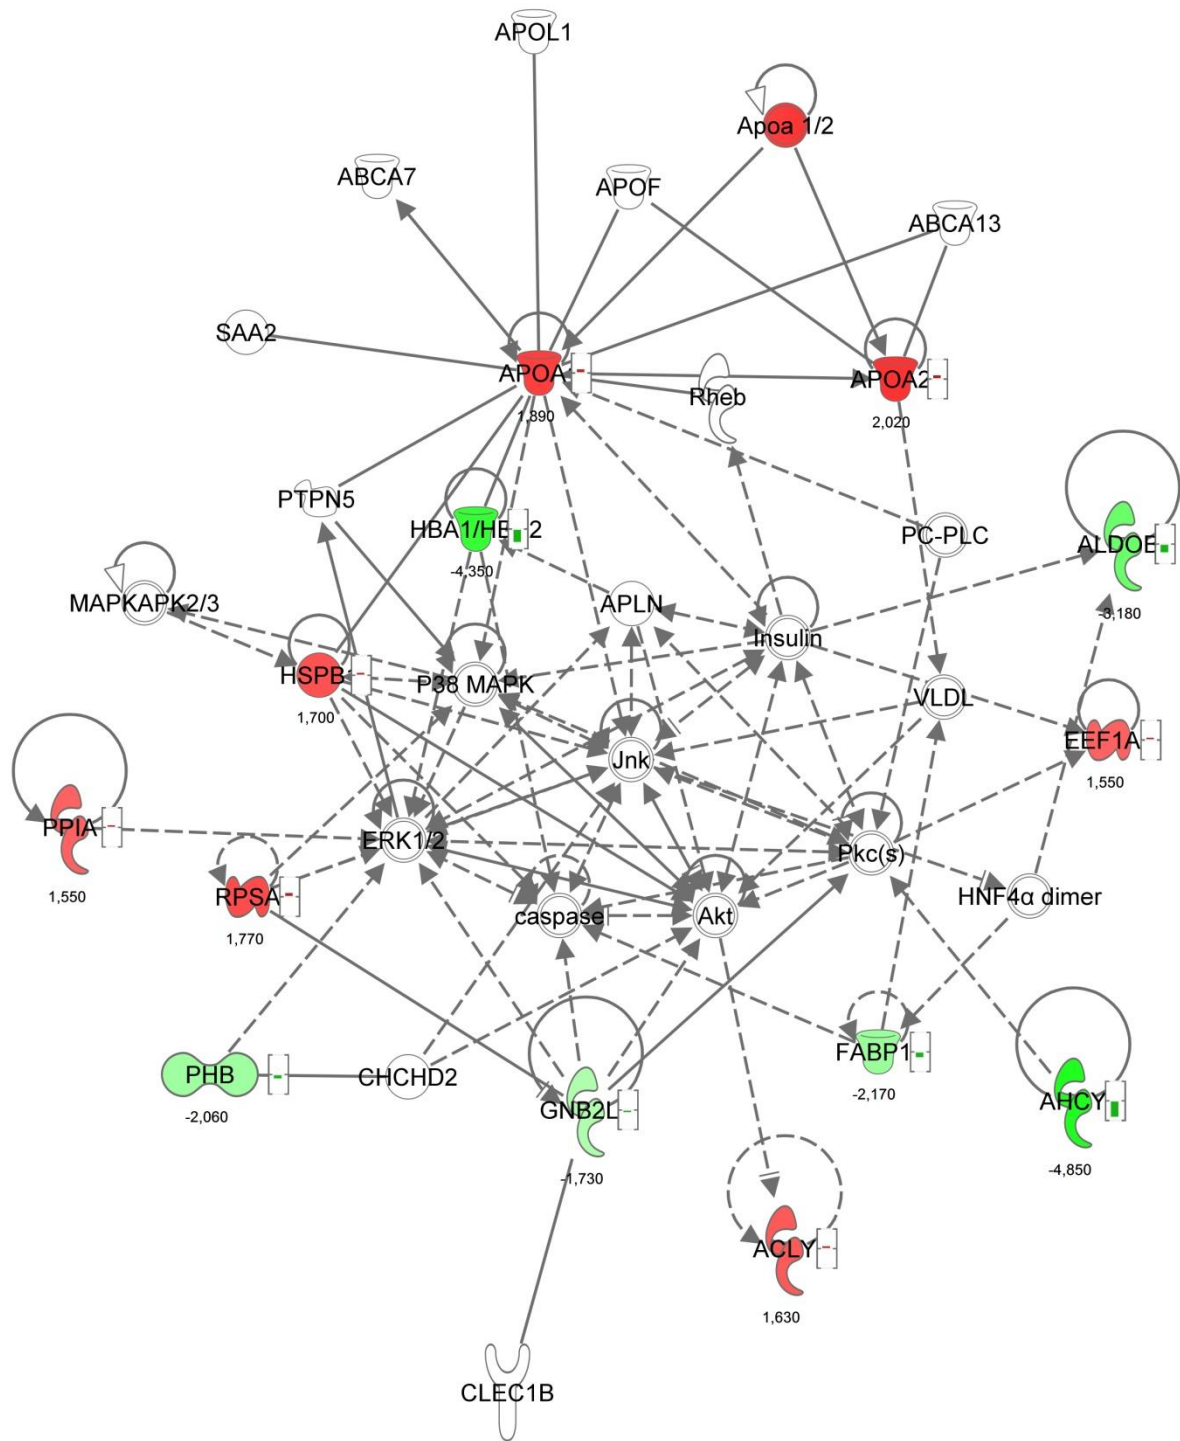 APOL1
Apoa 1/2
ABCA7
APOF
ABCA13
SAA2
APOA
Rheb
APOA2
1,890
2,020
PTPN5
HBA1/HE 2
PC-PLC
ALDOE
-4,350
MAPKAPK2/3
APLN
-3,180
Insulin
HSPB
P38 MAPK
VLDL
1,700
EEF1A
Jnk
1,550
PPIA
ERK1/2
Pkc(s)
1,550
RPSA
HNF4α dimer
caspase
Akt
1,770
FABP1
PHB
CHCHD2
-2,170
GNB2L
AHCY
-2,060
-1,730
-4,850
ACLY
1,630
CLEC1B